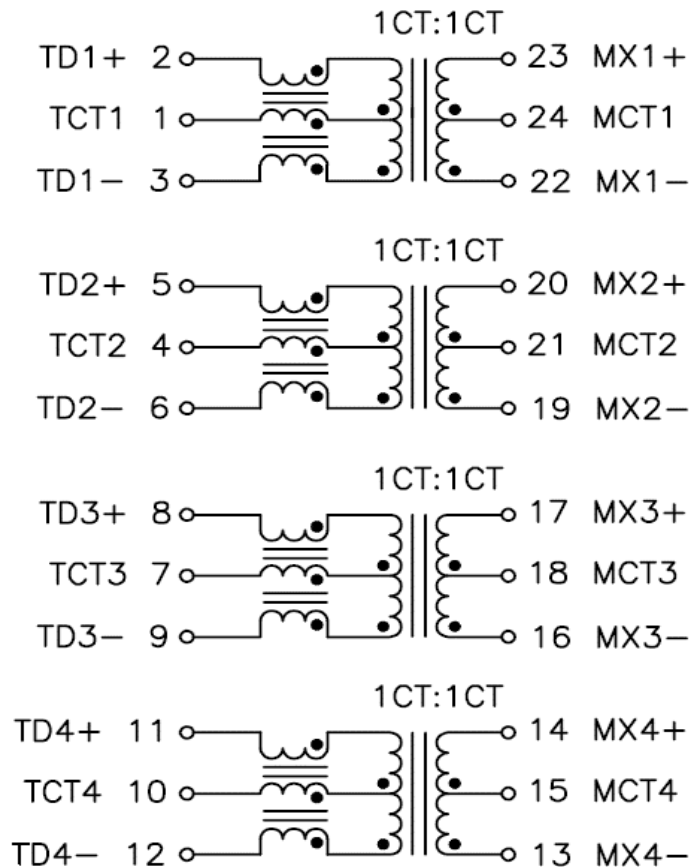 1CT:1CT
TD1+ 2 23 MX1+
TCT1 1 24 MCT1
TD1− 3 22 MX1−
1CT:1CT
TD2+ 5 20 MX2+
TCT2 4 21 MCT2
TD2− 6 19 MX2−
1CT:1CT
TD3+ 8 17 MX3+
TCT3 7 18 MCT3
TD3− 9 16 MX3−
1CT:1CT
TD4+ 11 14 MX4+
TCT4 10 15 MCT4
TD4− 12 13 MX4−